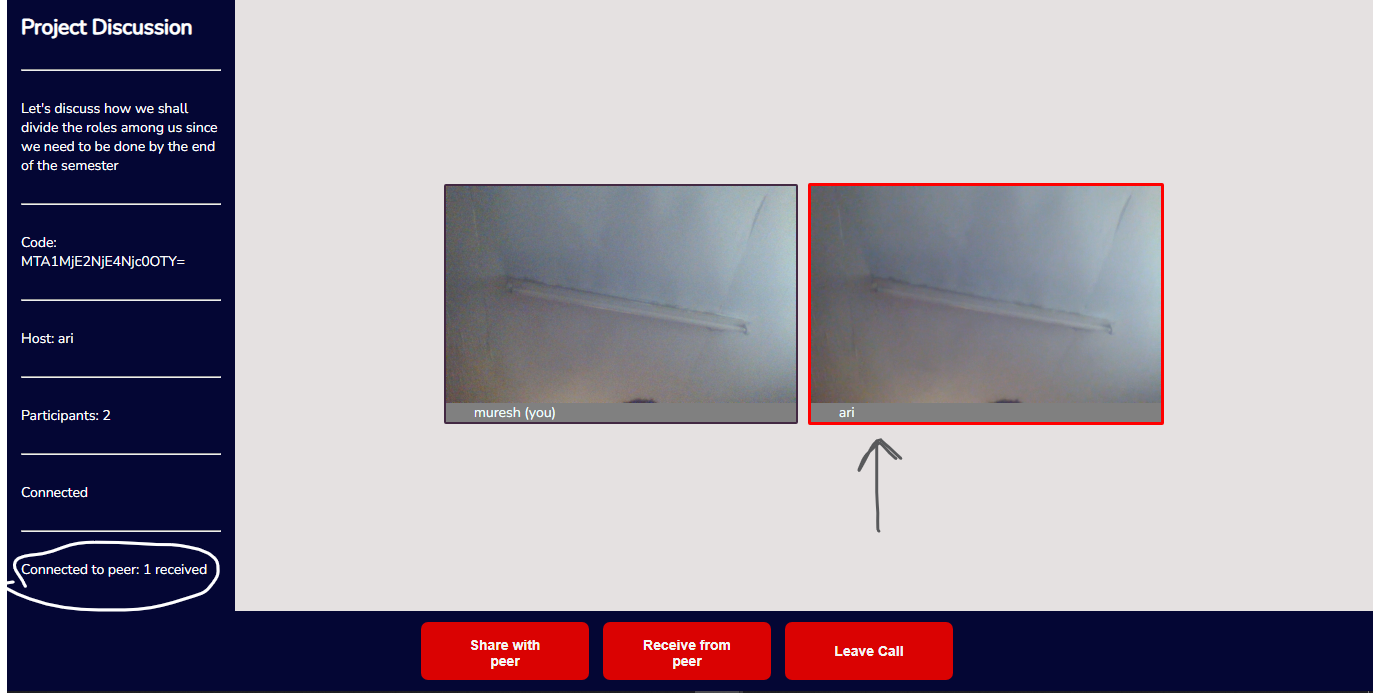 Project Discussion
Let's discuss how we shall
divide the roles among us since
we need to be done by the end
of the semester
Code:
MTA1MjE2NjE4Njc0OTY=
Host: ari
Participants: 2
Connected
Connected to peer: 1 received
muresh (you)
ari
Share with
peer
Receive from
peer
Leave Call